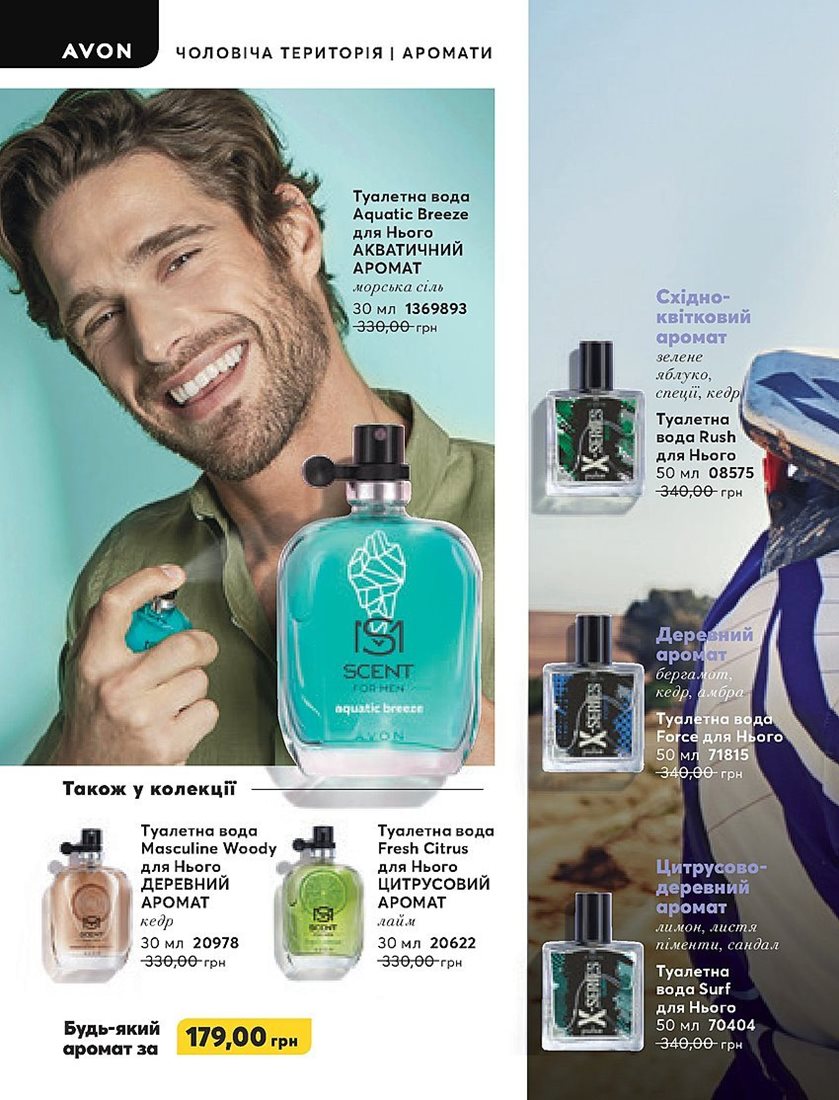 AVON
ЧОЛОВІЧА ТЕРИТОРІЯ | АРОМАТИ
Туалетна вода
Aquatic Breeze
для Нього
АКВАТИЧНИЙ
АРОМАТ
морська сіль
30 мл 1369893
330,00 грн
SCENT
FOR MEN
aquatic breeze
AVON
Також у колекції
Туалетна вода
Masculine Woody
для Нього
ДЕРЕВНИЙ
АРОМАТ
кедр
30 мл 20978
330,00 грн
SCENT
Туалетна вода
Fresh Citrus
для Нього
ЦИТРУСОВИЙ
АРОМАТ
лайм
30 мл 20622
330,00 грн
SCENT
Будь-який
аромат за
179,00 грн
Східно-
квітковий
аромат
зелене
яблуко,
спеції, кедр
Туалетна
вода Rush
для Нього
50 мл 08575
340,00 грн
X-SERIES
Деревний
аромат
бергамот,
кедр, амбра
Туалетна вода
Force для Нього
50 мл 71815
340,00 грн
X-SERIES
Цитрусово-
деревний
аромат
лимон, листя
піменти, сандал
Туалетна
вода Surf
для Нього
50 мл 70404
340,00 грн
X-SERIES